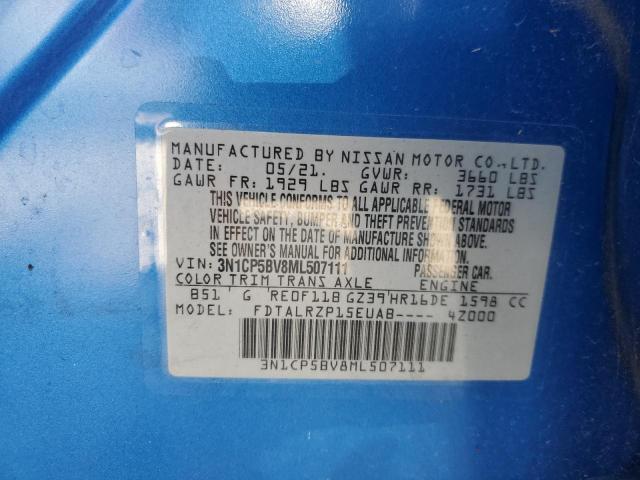 MANUFACTURED BY NISSAN MOTOR CO.,LTD.
DATE: 05/21. GVWR: 3660 LBS
GAWR FR: 1929 LBS GAWR RR: 1731 LBS
THIS VEHICLE CONFORMS TO ALL APPLICABLE FEDERAL MOTOR
VEHICLE SAFETY, BUMPER AND THEFT PREVENTION STANDARDS
IN EFFECT ON THE DATE OF MANUFACTURE SHOWN ABOVE.
SEE OWNER'S MANUAL FOR ADDITIONAL INFORMATION.
VIN: 3N1CP5BV8ML507111 PASSENGER CAR.
COLOR TRIM TRANS AXLE ENGINE
B51 G RE0F11B GZ39 HR16DE 1598 CC
MODEL: FDTALRZP15EUAB---- 4Z000
3N1CP5BV8ML507111